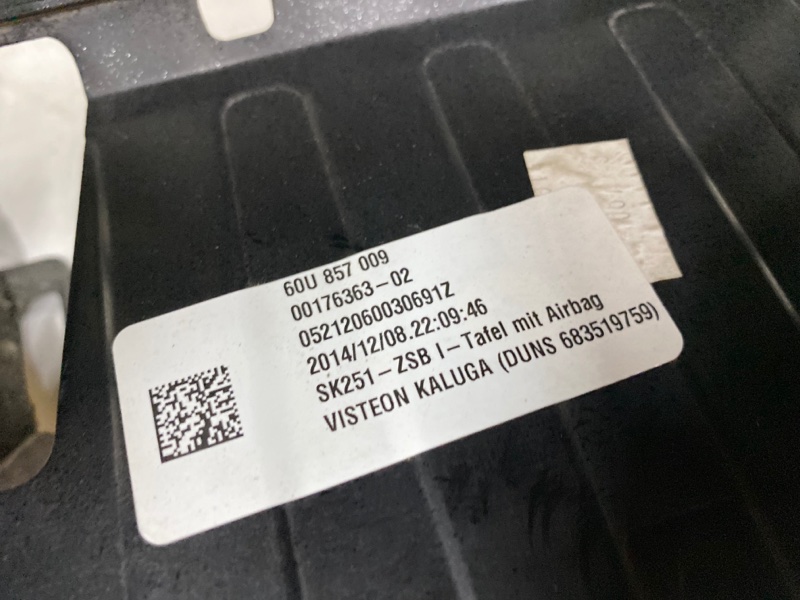 60U 857 009
00176363-02
05212060030691Z
2014/12/08.22:09:46
SK251-ZSB I-Tafel mit Airbag
VISTEON KALUGA (DUNS 683519759)